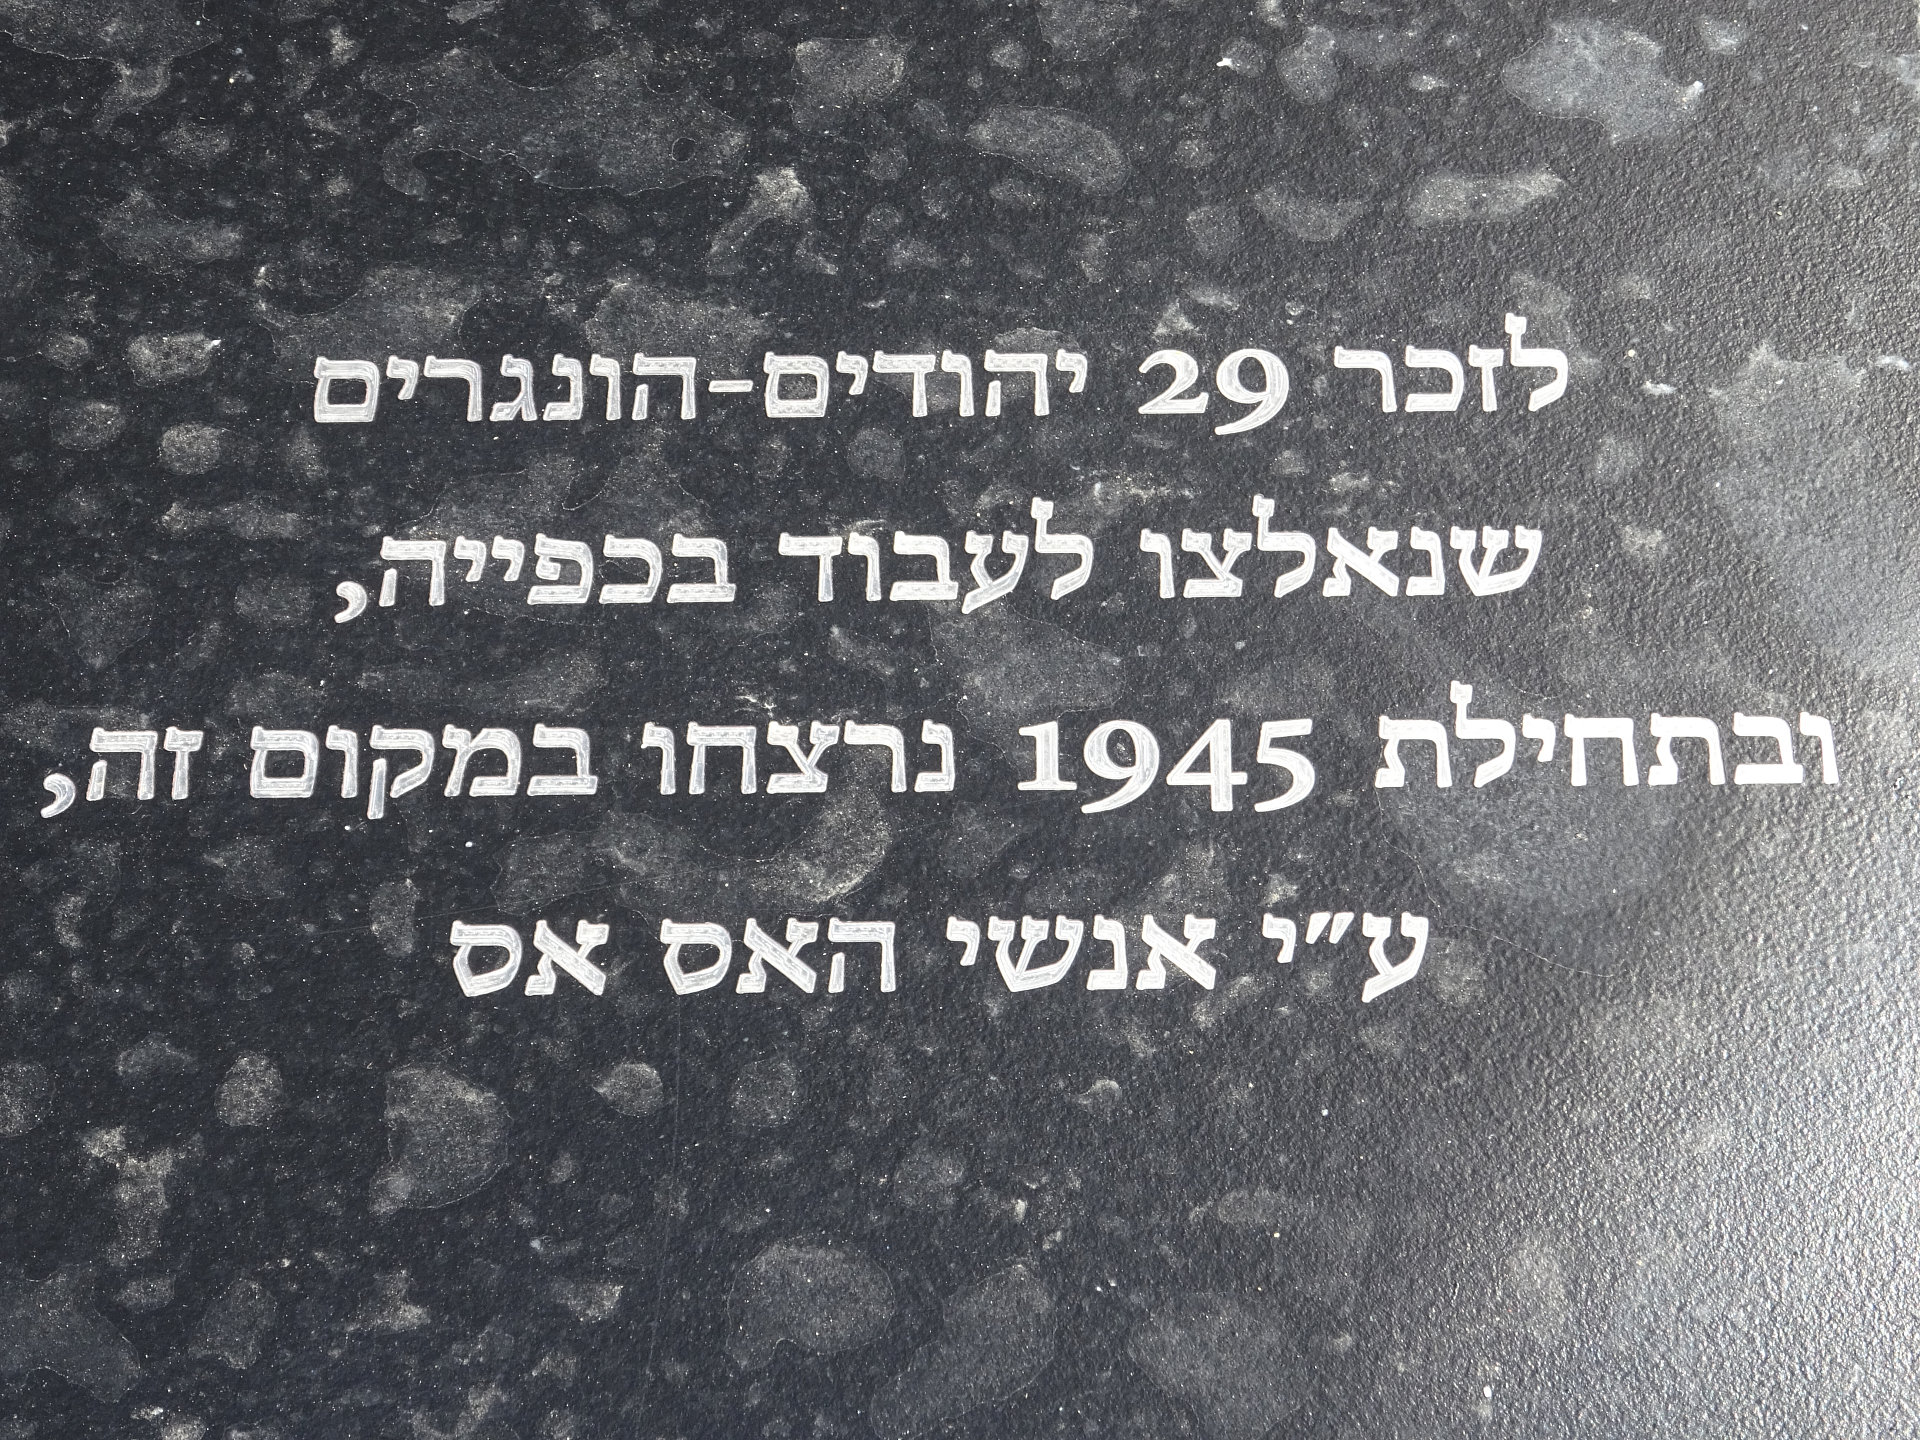 לזכר 29 יהודים-הונגרים
שנאלצו לעבוד בכפייה,
ובתחילת 1945 נרצחו במקום זה,
ע״י אנשי האס אס